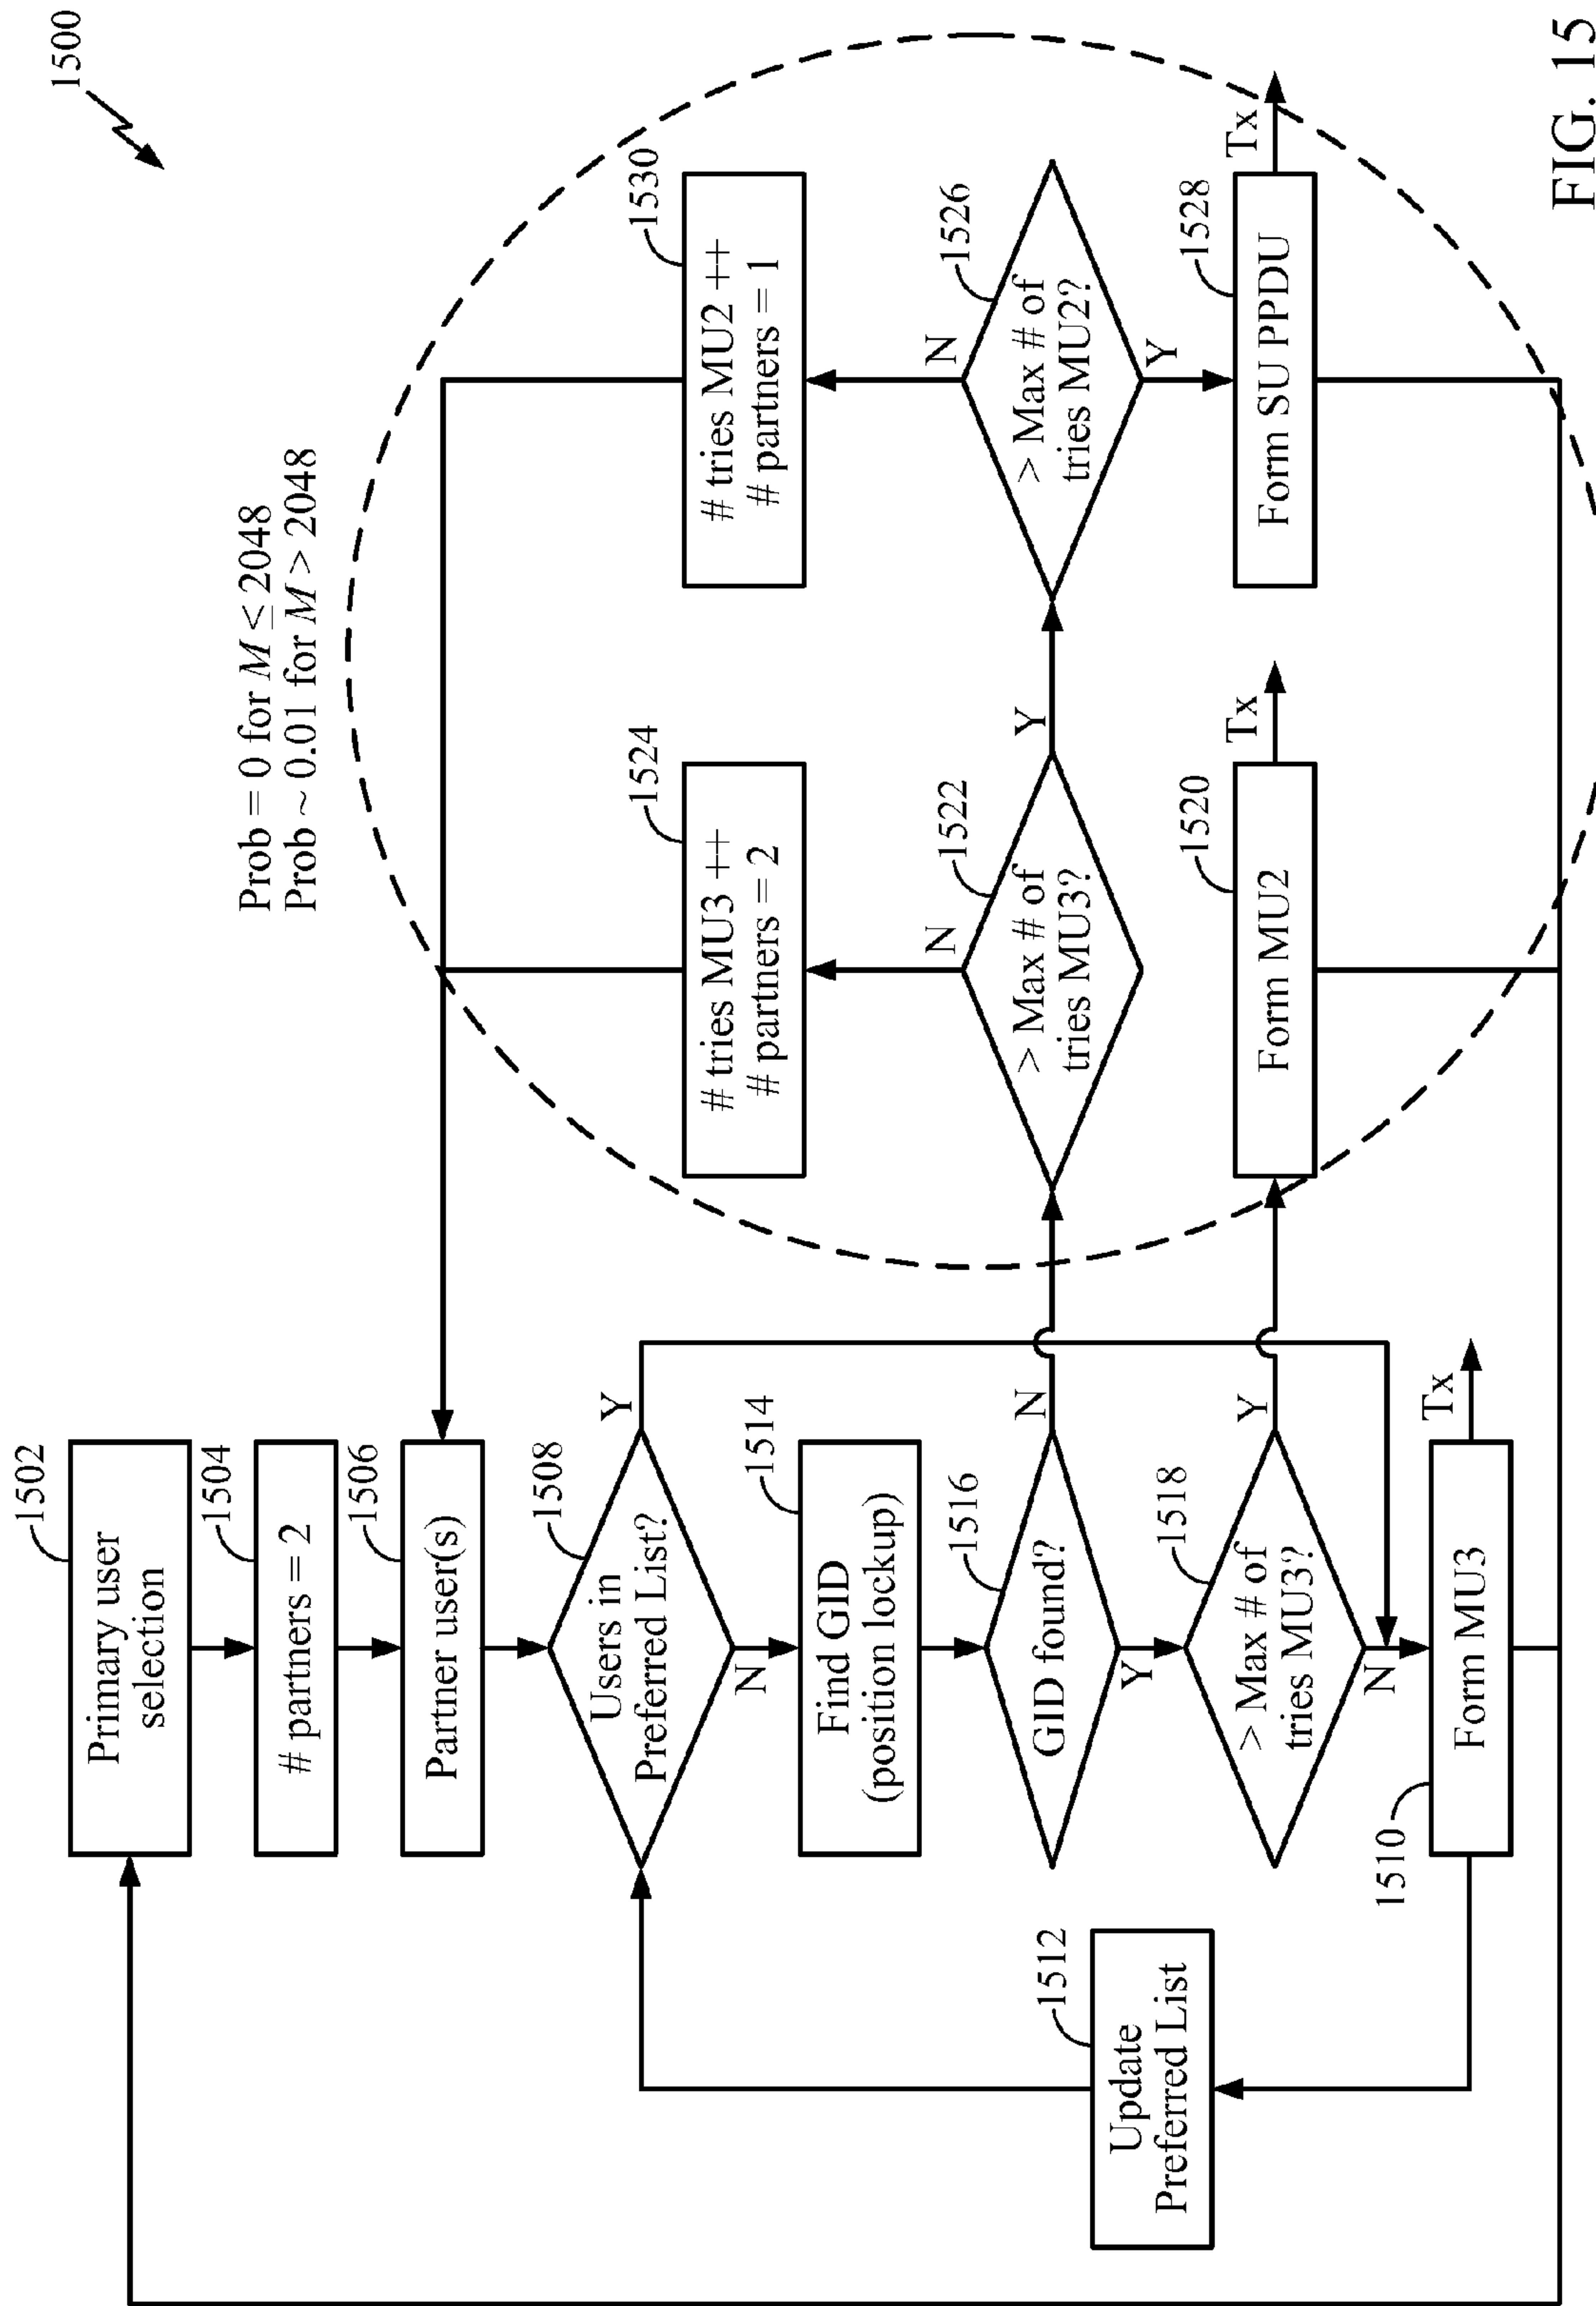 1500
Prob = 0 for M ≤ 2048
Prob ~ 0.01 for M > 2048
1502
Primary user
selection
1504
# partners = 2
1506
Partner user(s)
1508
Users in
Preferred List?
Y
N
1514
Find GID
(position lockup)
1516
GID found?
N
Y
1518
> Max # of
tries MU3?
Y
N
1510
Form MU3
Tx
1512
Update
Preferred List
1524
# tries MU3 ++
# partners = 2
N
1522
> Max # of
tries MU3?
Y
1520
Form MU2
Tx
1530
# tries MU2 ++
# partners = 1
N
1526
> Max # of
tries MU2?
Y
1528
Form SU PPDU
Tx
FIG. 15